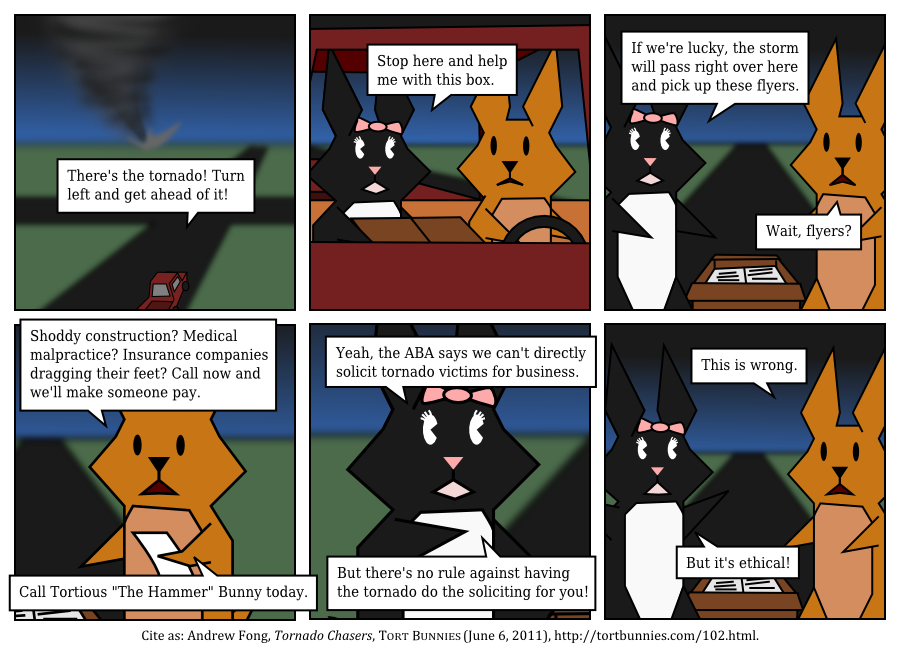 There's the tornado! Turn
left and get ahead of it!
Stop here and help
me with this box.
If we're lucky, the storm
will pass right over here
and pick up these flyers.
Wait, flyers?
Shoddy construction? Medical
malpractice? Insurance companies
dragging their feet? Call now and
we'll make someone pay.
Call Tortious "The Hammer" Bunny today.
Yeah, the ABA says we can't directly
solicit tornado victims for business.
But there's no rule against having
the tornado do the soliciting for you!
This is wrong.
But it's ethical!
Cite as: Andrew Fong, Tornado Chasers, TORT BUNNIES (June 6, 2011), http://tortbunnies.com/102.html.